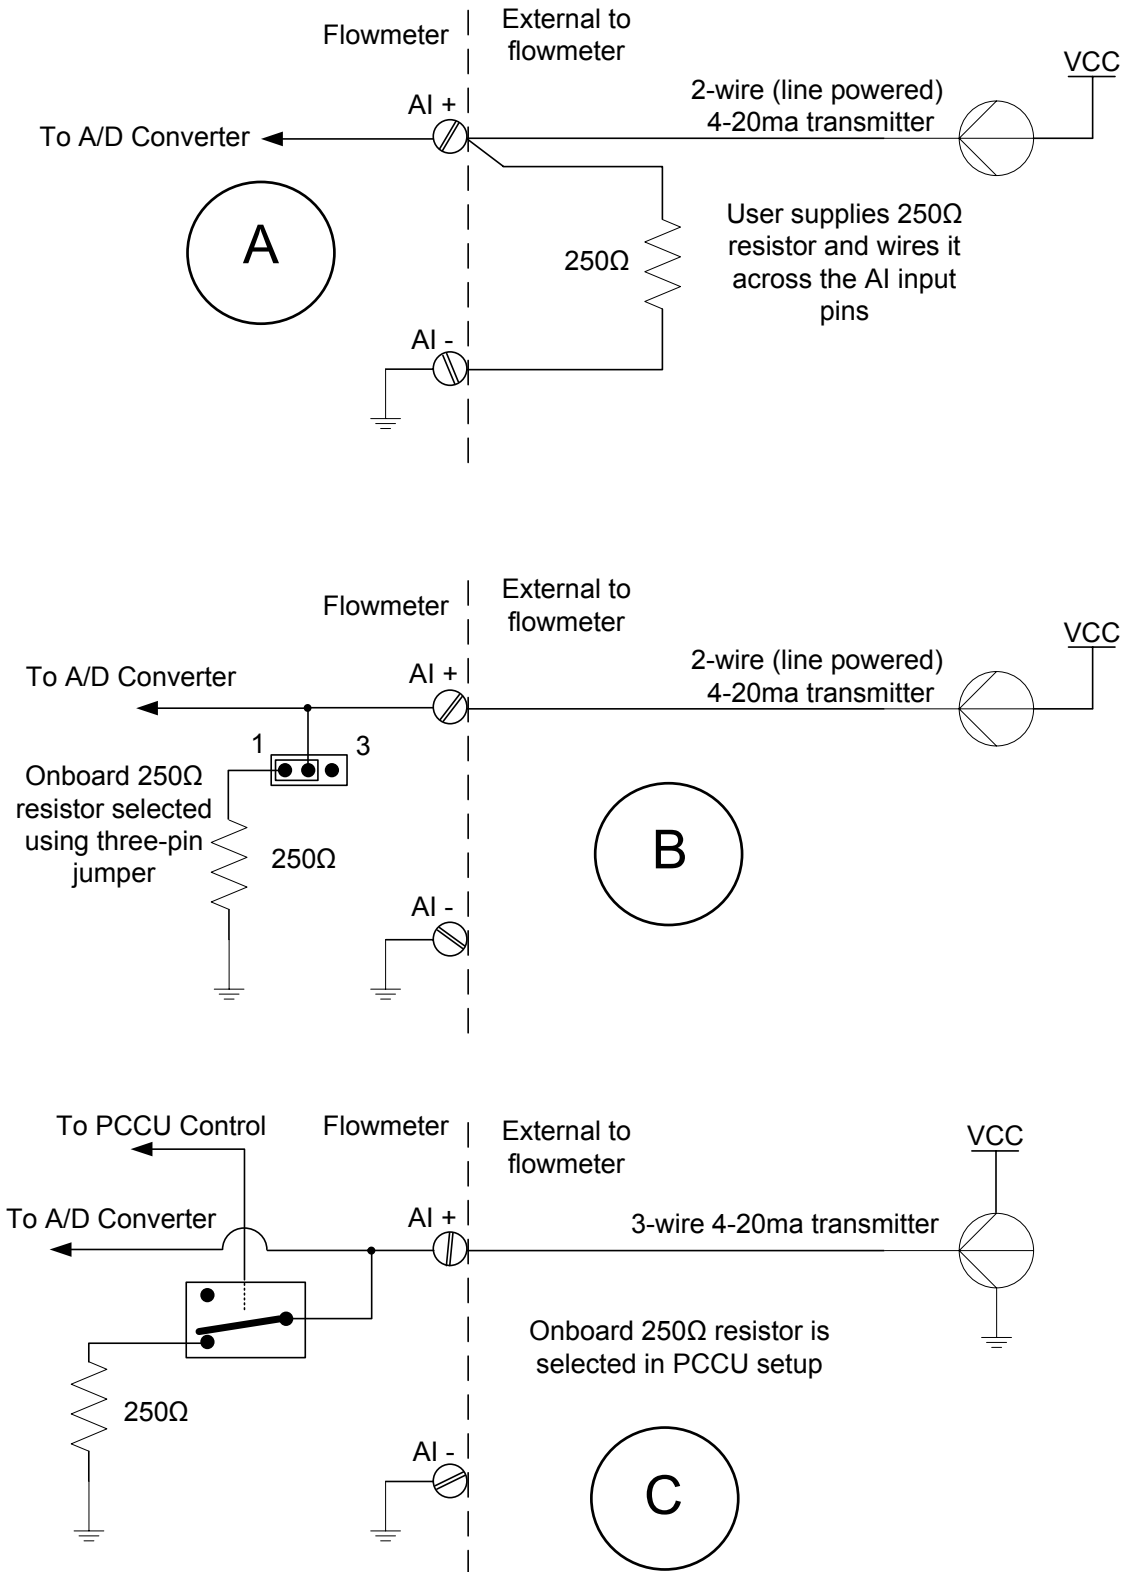 Flowmeter
External to
flowmeter
VCC
AI +
2-wire (line powered)
4-20ma transmitter
To A/D Converter
A
250Ω
User supplies 250Ω
resistor and wires it
across the AI input
pins
AI -
Flowmeter
External to
flowmeter
VCC
To A/D Converter
AI +
2-wire (line powered)
4-20ma transmitter
1
3
Onboard 250Ω
resistor selected
using three-pin
jumper
250Ω
B
AI -
To PCCU Control
Flowmeter
External to
flowmeter
VCC
To A/D Converter
AI +
3-wire 4-20ma transmitter
Onboard 250Ω resistor is
selected in PCCU setup
250Ω
AI -
C